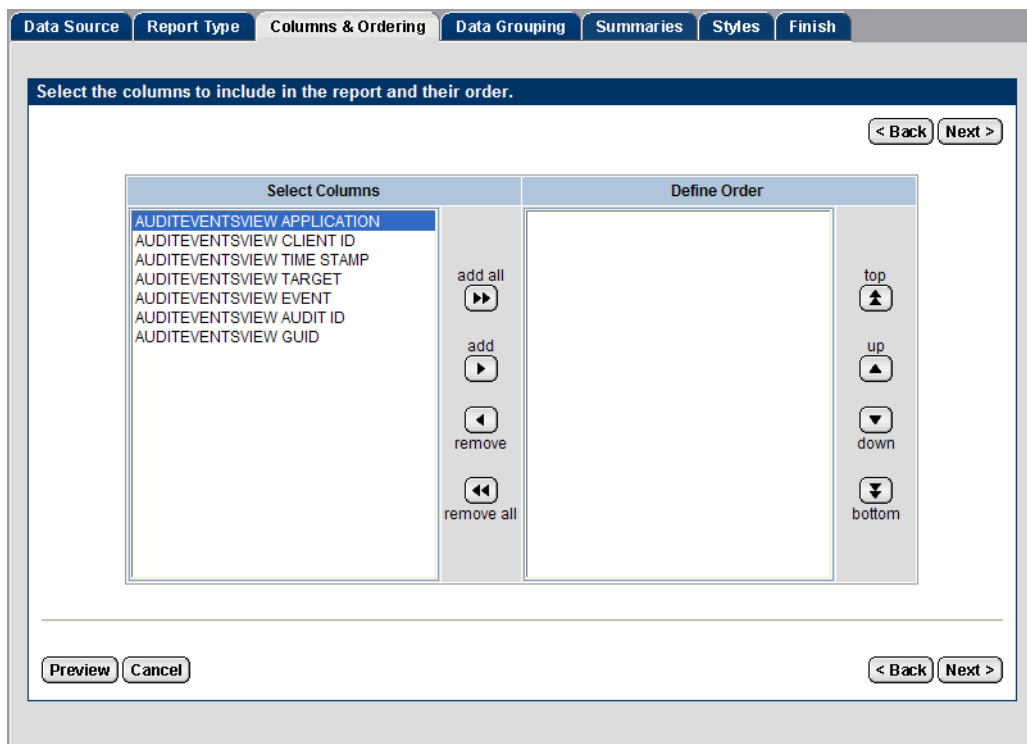 Data Source Report Type Columns & Ordering Data Grouping Summaries Styles Finish
Select the columns to include in the report and their order.
< Back Next >
Select Columns Define Order
AUDITEVENTSVIEW APPLICATION
AUDITEVENTSVIEW CLIENT ID
AUDITEVENTSVIEW TIME STAMP
AUDITEVENTSVIEW TARGET
AUDITEVENTSVIEW EVENT
AUDITEVENTSVIEW AUDIT ID
AUDITEVENTSVIEW GUID
add all
add
remove
remove all
top
up
down
bottom
Preview Cancel < Back Next >